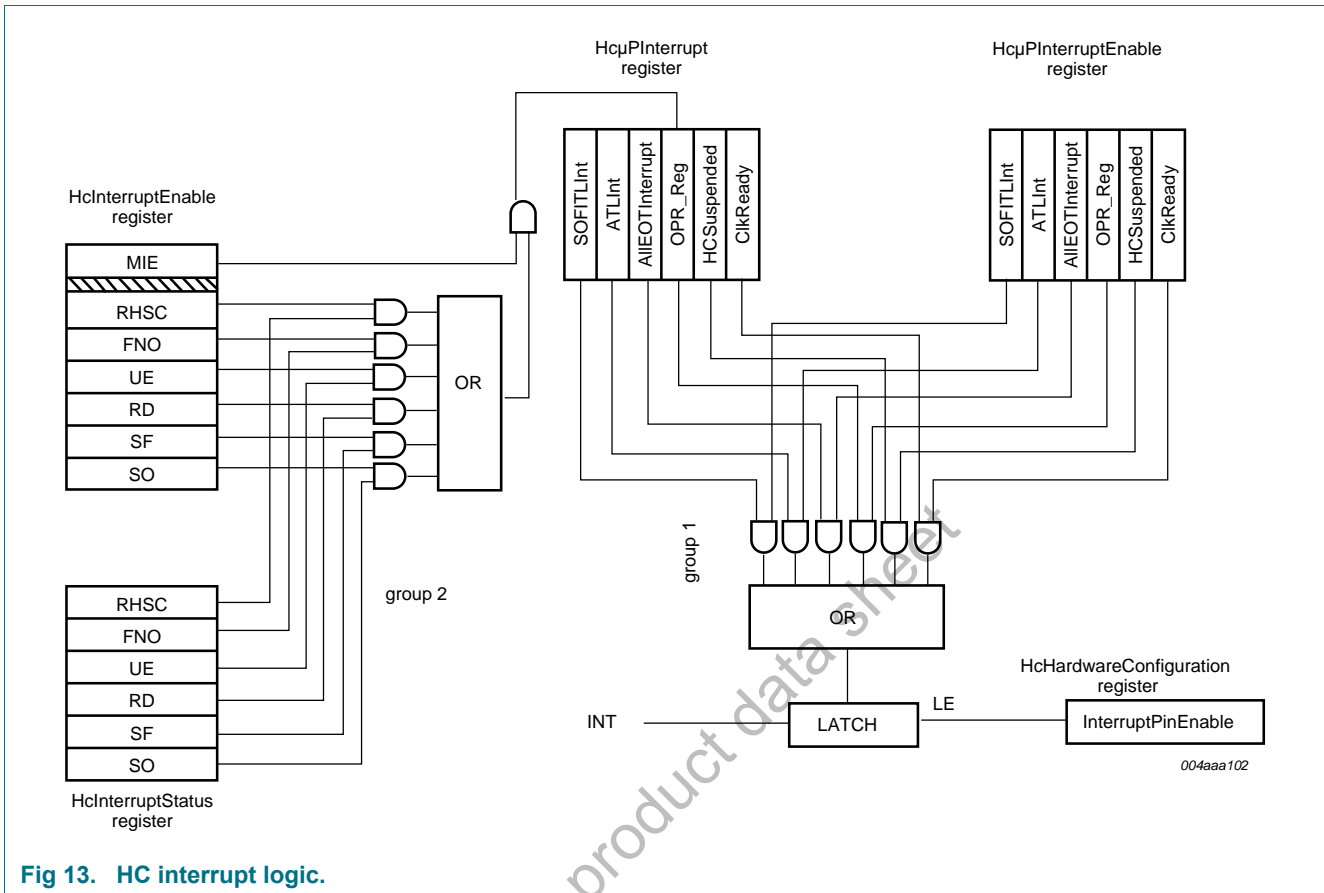 HcµPInterrupt
register
HcµPInterruptEnable
register
SOFITLInt
ATLInt
AllEOTInterrupt
OPR_Reg
HCSuspended
ClkReady
SOFITLInt
ATLInt
AllEOTInterrupt
OPR_Reg
HCSuspended
ClkReady
HcInterruptEnable
register
MIE
RHSC
FNO
UE
RD
SF
SO
OR
group 1
group 2
RHSC
FNO
UE
RD
SF
SO
HcInterruptStatus
register
OR
HcHardwareConfiguration
register
INT
LATCH
LE
InterruptPinEnable
004aaa102
product data sheet
Fig 13. HC interrupt logic.